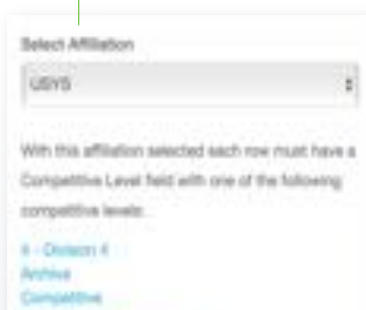 Select Affiliation
USYS
With this affiliation selected each row must have a
Competitive Level field with one of the following
competitive levels:
4 - Division 4
Archive
Competitive